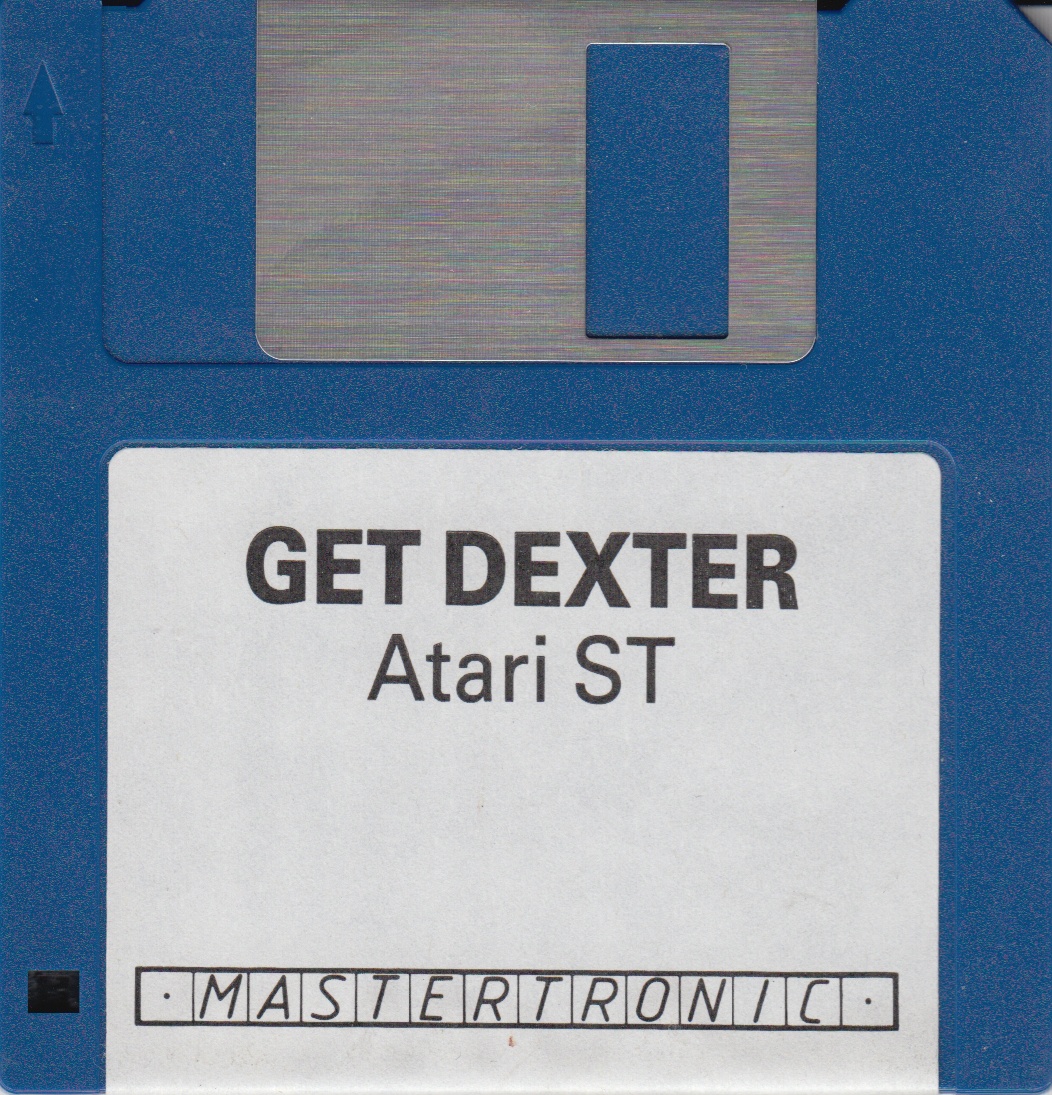 GET DEXTER
Atari ST
· MASTERTRONIC ·